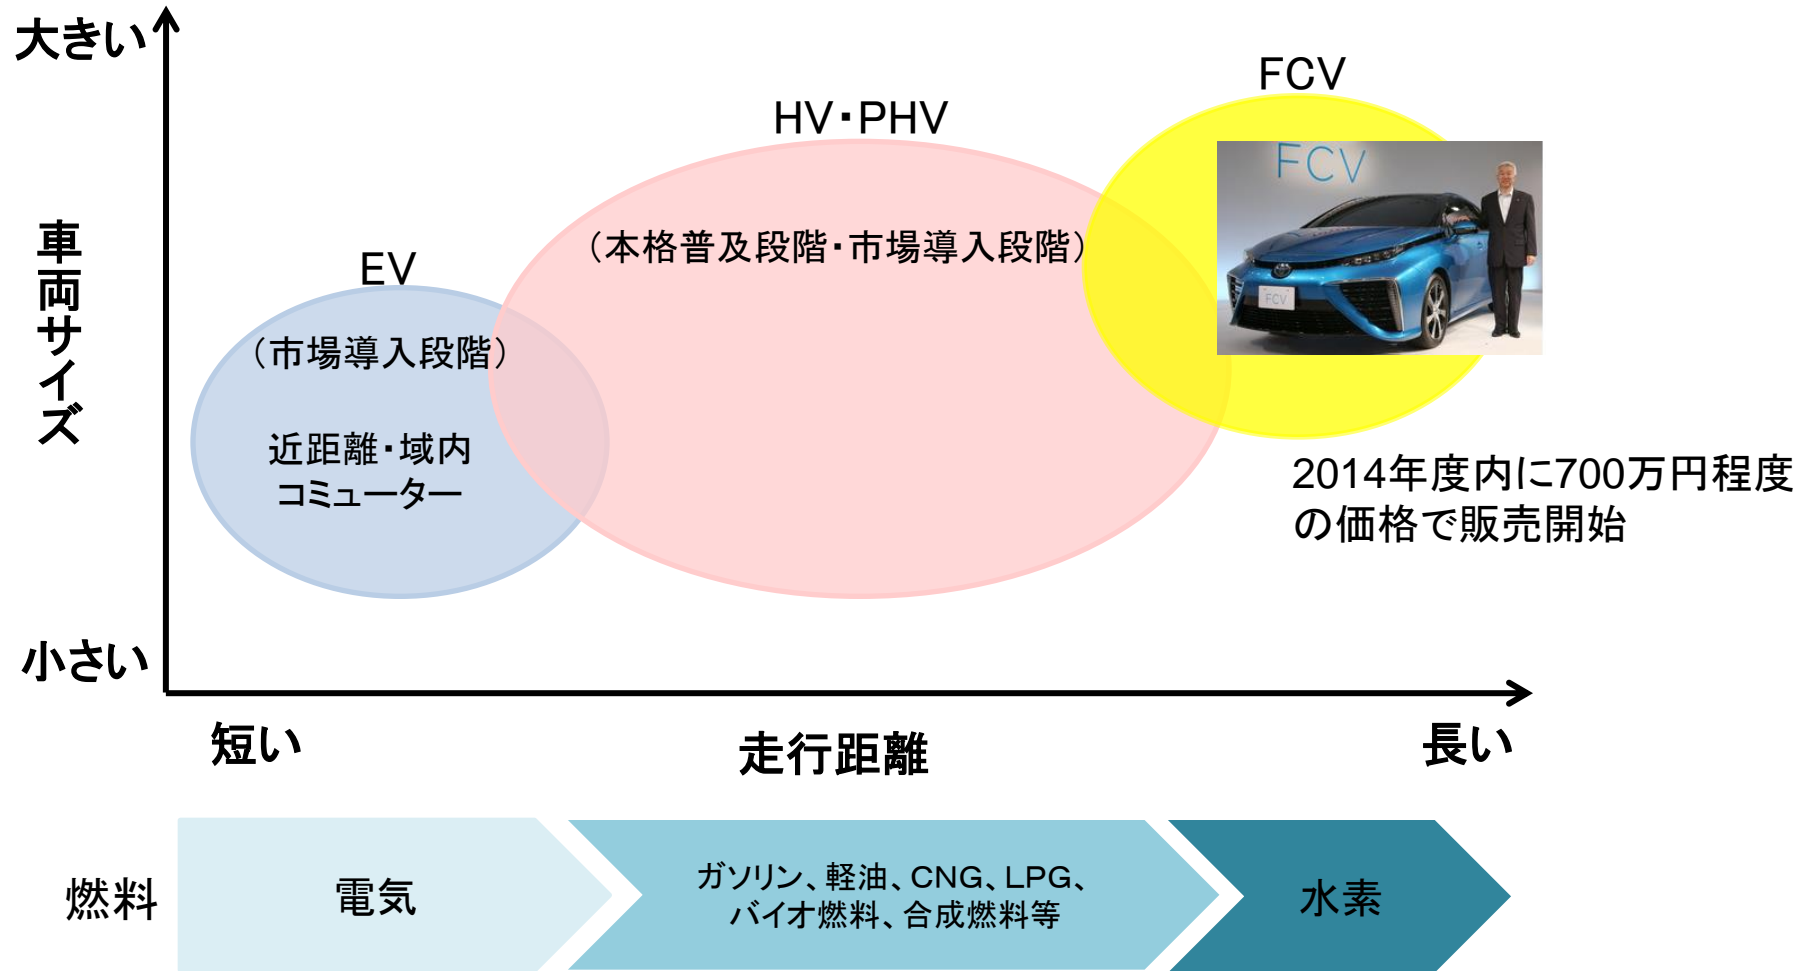 大きい
FCV
HV・PHV
FCV
（本格普及段階・市場導入段階）
車両サイズ
EV
FCV
（市場導入段階）
近距離・域内
コミューター
2014年度内に700万円程度
の価格で販売開始
小さい
短い
走行距離
長い
燃料
電気
ガソリン、軽油、CNG、LPG、
バイオ燃料、合成燃料等
水素